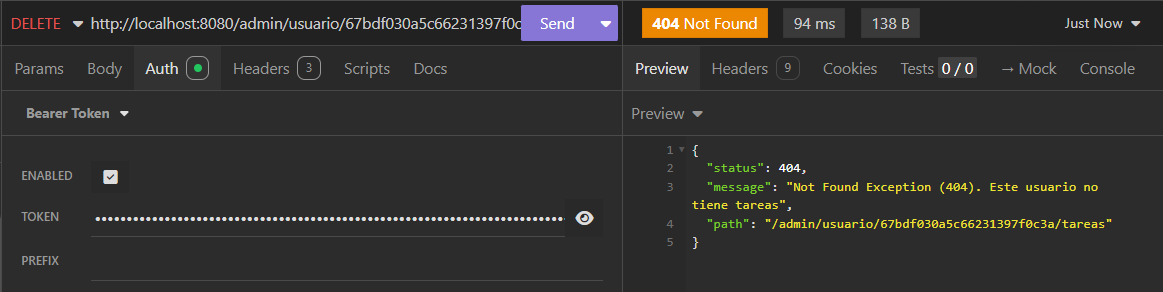 DELETE http://localhost:8080/admin/usuario/67bdf030a5c66231397f0c Send 404 Not Found 94 ms 138 B Just Now
Params Body Auth Headers 3 Scripts Docs Preview Headers 9 Cookies Tests 0 / 0 → Mock Console
Bearer Token Preview
1 {
2 "status": 404,
3 "message": "Not Found Exception (404). Este usuario no
tiene tareas",
4 "path": "/admin/usuario/67bdf030a5c66231397f0c3a/tareas"
5 }
ENABLED
TOKEN
PREFIX